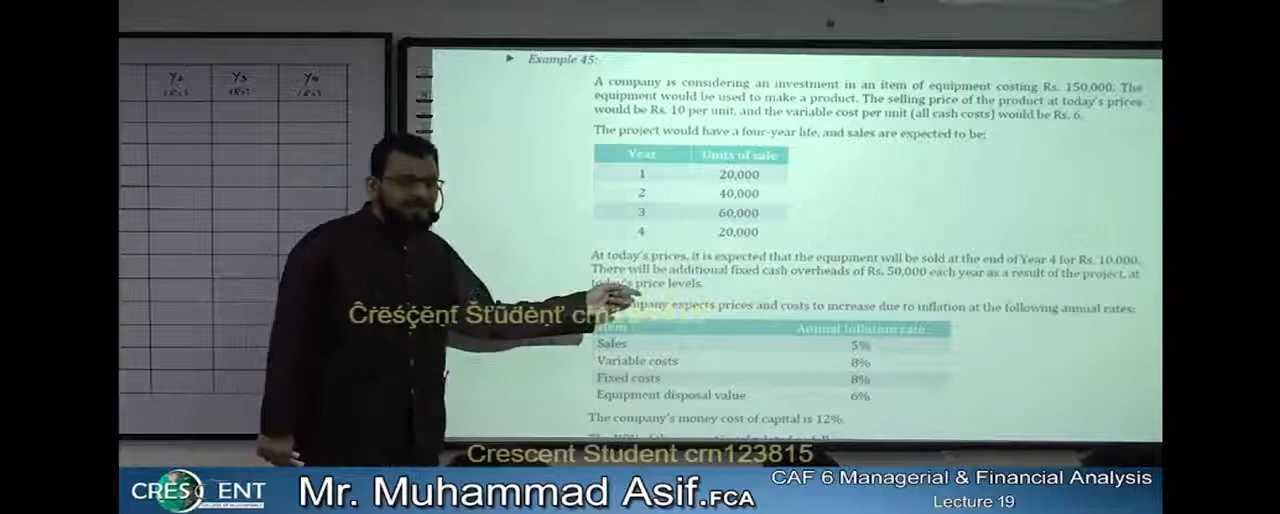 Y2 Y3 Y4
(Rs) (Rs) (Rs)
Example 45:
A company is considering an investment in an item of equipment costing Rs. 150,000. The
equipment would be used to make a product. The selling price of the product at today's prices
would be Rs. 10 per unit, and the variable cost per unit (all cash costs) would be Rs. 6.
The project would have a four-year life, and sales are expected to be:
Year Units of sale
1 20,000
2 40,000
3 60,000
4 20,000
At today's prices, it is expected that the equipment will be sold at the end of Year 4 for Rs. 10,000.
There will be additional fixed cash overheads of Rs. 50,000 each year as a result of the project, at
today's price levels.
company expects prices and costs to increase due to inflation at the following annual rates:
Ĉrëśçëņť Šťüdėņť
Item Annual inflation rate
Sales 5%
Variable costs 8%
Fixed costs 8%
Equipment disposal value 6%
The company's money cost of capital is 12%.
Crescent Student crn123815
CRESCENT
Mr. Muhammad Asif.FCA
CAF 6 Managerial & Financial Analysis
Lecture 19